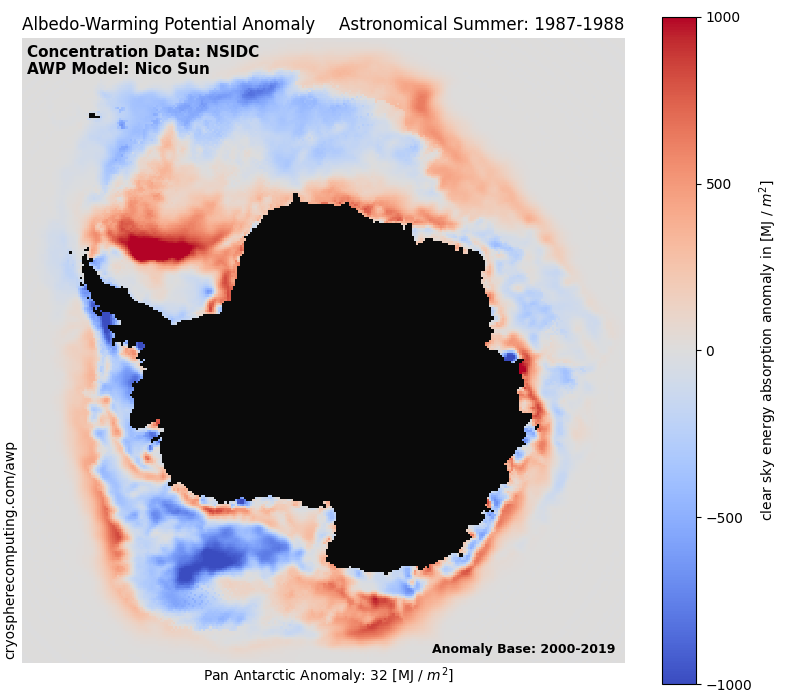 Albedo-Warming Potential Anomaly Astronomical Summer: 1987-1988
Concentration Data: NSIDC
AWP Model: Nico Sun
1000
500
0
−500
−1000
clear sky energy absorption anomaly in [MJ / m²]
cryospherecomputing.com/awp
Anomaly Base: 2000-2019
Pan Antarctic Anomaly: 32 [MJ / m²]